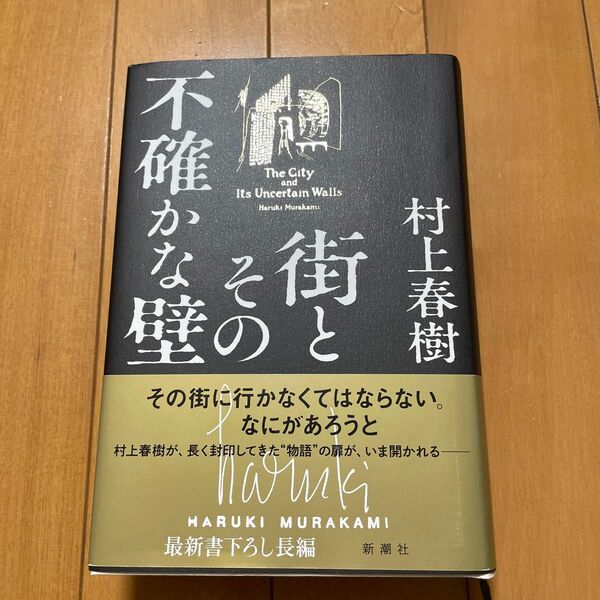 村上春樹
街と
その
不確かな壁
The City
and
Its Uncertain Walls
Haruki Murakami
その街に行かなくてはならない。
なにがあろうと
村上春樹が、長く封印してきた“物語”の扉が、いま開かれる——
haruki
HARUKI MURAKAMI
最新書下ろし長編
新潮社